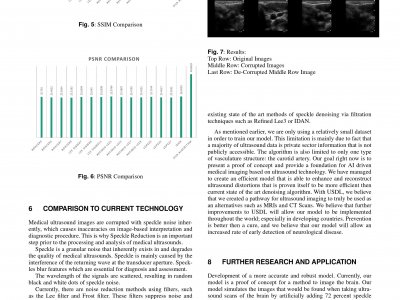 Fig. 5: SSIM Comparison
PSNR COMPARISON
Fig. 6: PSNR Comparison
6 COMPARISON TO CURRENT TECHNOLOGY
Medical ultrasound images are corrupted with speckle noise inher-
ently, which causes inaccuracies on image-based interpretation and
diagnostic procedure. This is why Speckle Reduction is an important
step prior to the processing and analysis of medical ultrasounds.
Speckle is a granular noise that inherently exists in and degrades
the quality of medical ultrasounds. Speckle is mainly caused by the
interference of the returning wave at the transducer aperture. Speck-
les blur features which are essential for diagnosis and assessment.
The wavelength of the signals are scattered, resulting in random
black and white dots of speckle noise.
Currently, there are noise reduction methods using filters, such
as the Lee filter and Frost filter. These filters suppress noise and
Fig. 7: Results:
Top Row: Original Images
Middle Row: Corrupted Images
Last Row: De-Corrupted Middle Row Image
existing state of the art methods of speckle denoising via filtration
techniques such as Refined Lee3 or IDAN.
As mentioned earlier, we are only using a relatively small dataset
in order to train our model. This limitation is mainly due to fact that
a majority of ultrasound data is private sector information that is not
publicly accessible. The algorithm is also limited to only one type
of vasculature structure: the carotid artery. Our goal right now is to
present a proof of concept and provide a foundation for AI driven
medical imaging based on ultrasound technology. We have managed
to create an efficient model that is able to enhance and reconstruct
ultrasound distortions that is proven itself to be more efficient then
current state of the art denoising algorithm. With USDL, we believe
that we created a pathway for ultrasound imaging to truly be used as
an alternatives such as MRIs and CT Scans. We believe that further
improvements to USDL will allow our model to be implemented
throughout the world, especially in developing countries. Prevention
is better then a cure, and we believe that our model will allow an
increased rate of early detection of neurological disease.
8 FURTHER RESEARCH AND APPLICATION
Development of a more accurate and robust model. Currently, our
model is a proof of concept for a method to image the brain. Our
model simulates the images that would be found when taking ultra-
sound scans of the brain by artificially adding 72 percent speckle